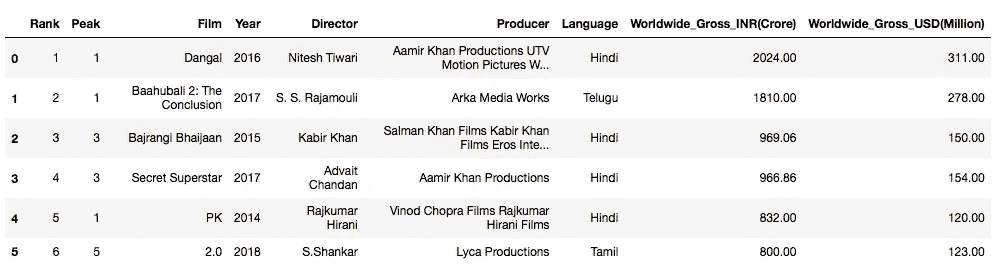 Rank Peak Film Year Director Producer Language Worldwide_Gross_INR(Crore) Worldwide_Gross_USD(Million)
0 1 1 Dangal 2016 Nitesh Tiwari Aamir Khan Productions UTV Motion Pictures W... Hindi 2024.00 311.00
1 2 1 Baahubali 2: The Conclusion 2017 S. S. Rajamouli Arka Media Works Telugu 1810.00 278.00
2 3 3 Bajrangi Bhaijaan 2015 Kabir Khan Salman Khan Films Kabir Khan Films Eros Inte... Hindi 969.06 150.00
3 4 3 Secret Superstar 2017 Advait Chandan Aamir Khan Productions Hindi 966.86 154.00
4 5 1 PK 2014 Rajkumar Hirani Vinod Chopra Films Rajkumar Hirani Films Hindi 832.00 120.00
5 6 5 2.0 2018 S.Shankar Lyca Productions Tamil 800.00 123.00